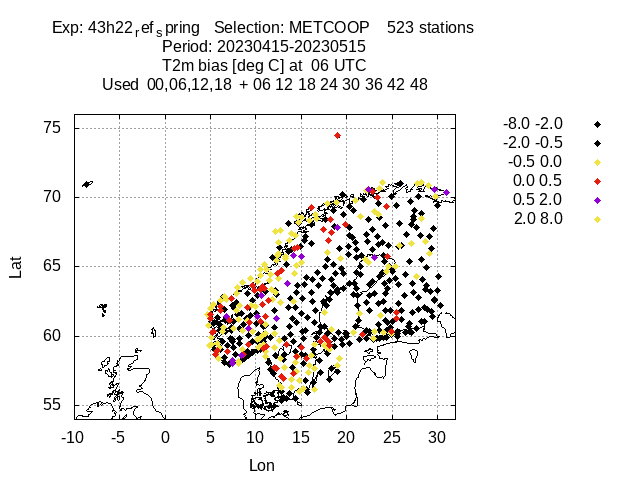 Exp: 43h22ref spring   Selection: METCOOP    523 stations
Period: 20230415-20230515
T2m bias [deg C] at  06 UTC
Used  00,06,12,18  + 06 12 18 24 30 36 42 48
75
70
65
60
55
-10 -5 0 5 10 15 20 25 30
Lat
Lon
-8.0 -2.0
-2.0 -0.5
-0.5 0.0
0.0 0.5
0.5 2.0
2.0 8.0